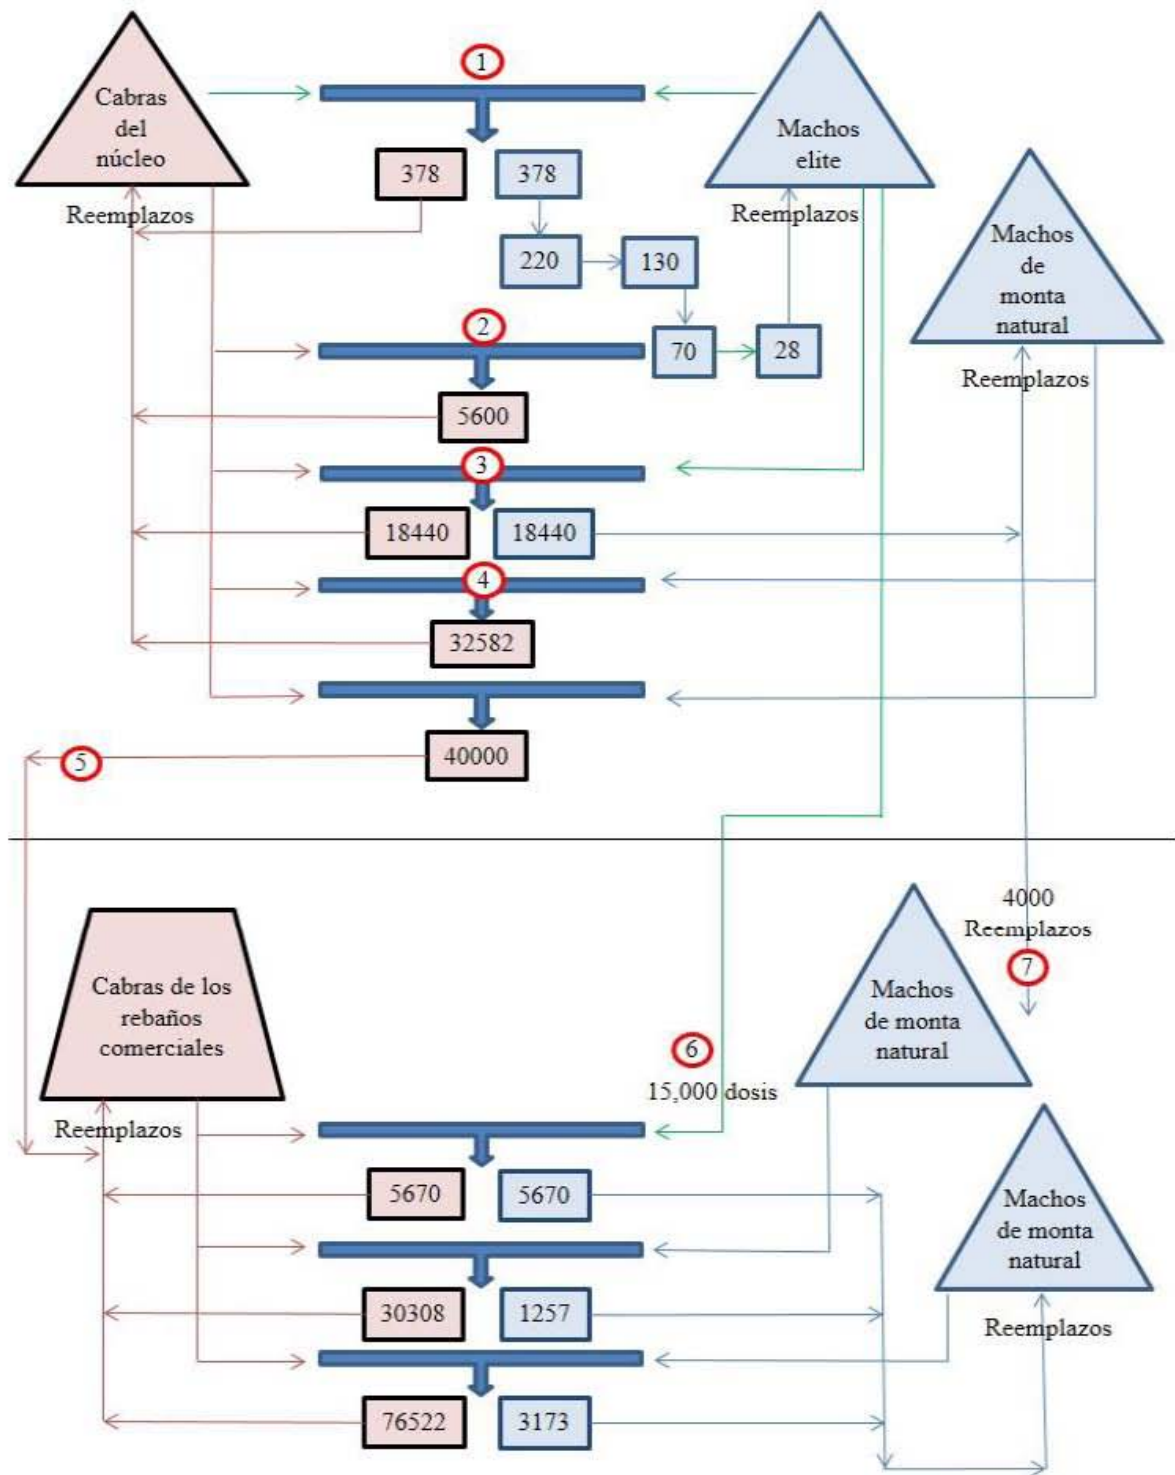 1
Cabras
del
núcleo
Machos
elite
378
378
Reemplazos
Reemplazos
220
130
Machos
de
monta
natural
2
70
28
Reemplazos
5600
3
18440
18440
4
32582
5
40000
4000
Reemplazos
7
Cabras de los
rebaños
comerciales
Machos
de monta
natural
6
15,000 dosis
Reemplazos
5670
5670
Machos
de monta
natural
30308
1257
Reemplazos
76522
3173